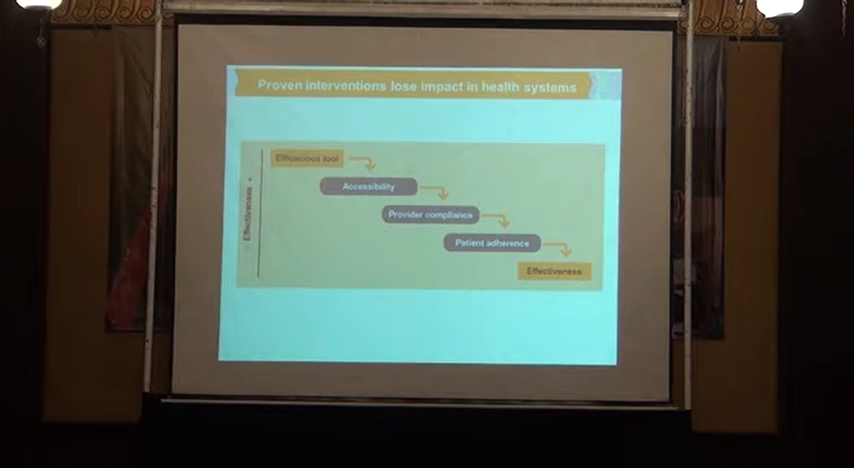 Proven interventions lose impact in health systems
Efficacious tool
Accessibility
Provider compliance
Patient adherence
Effectiveness
- Effectiveness +